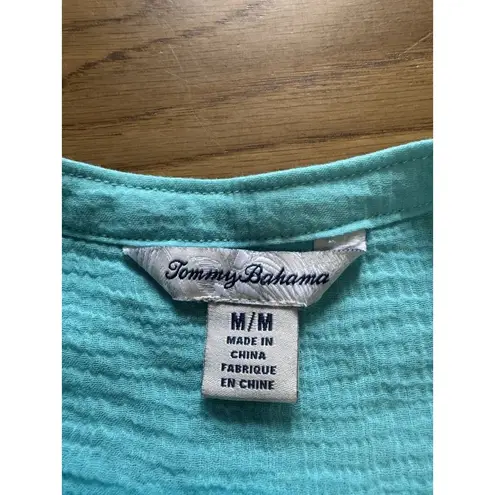 Tommy Bahama
M/M
MADE IN
CHINA
FABRIQUE
EN CHINE